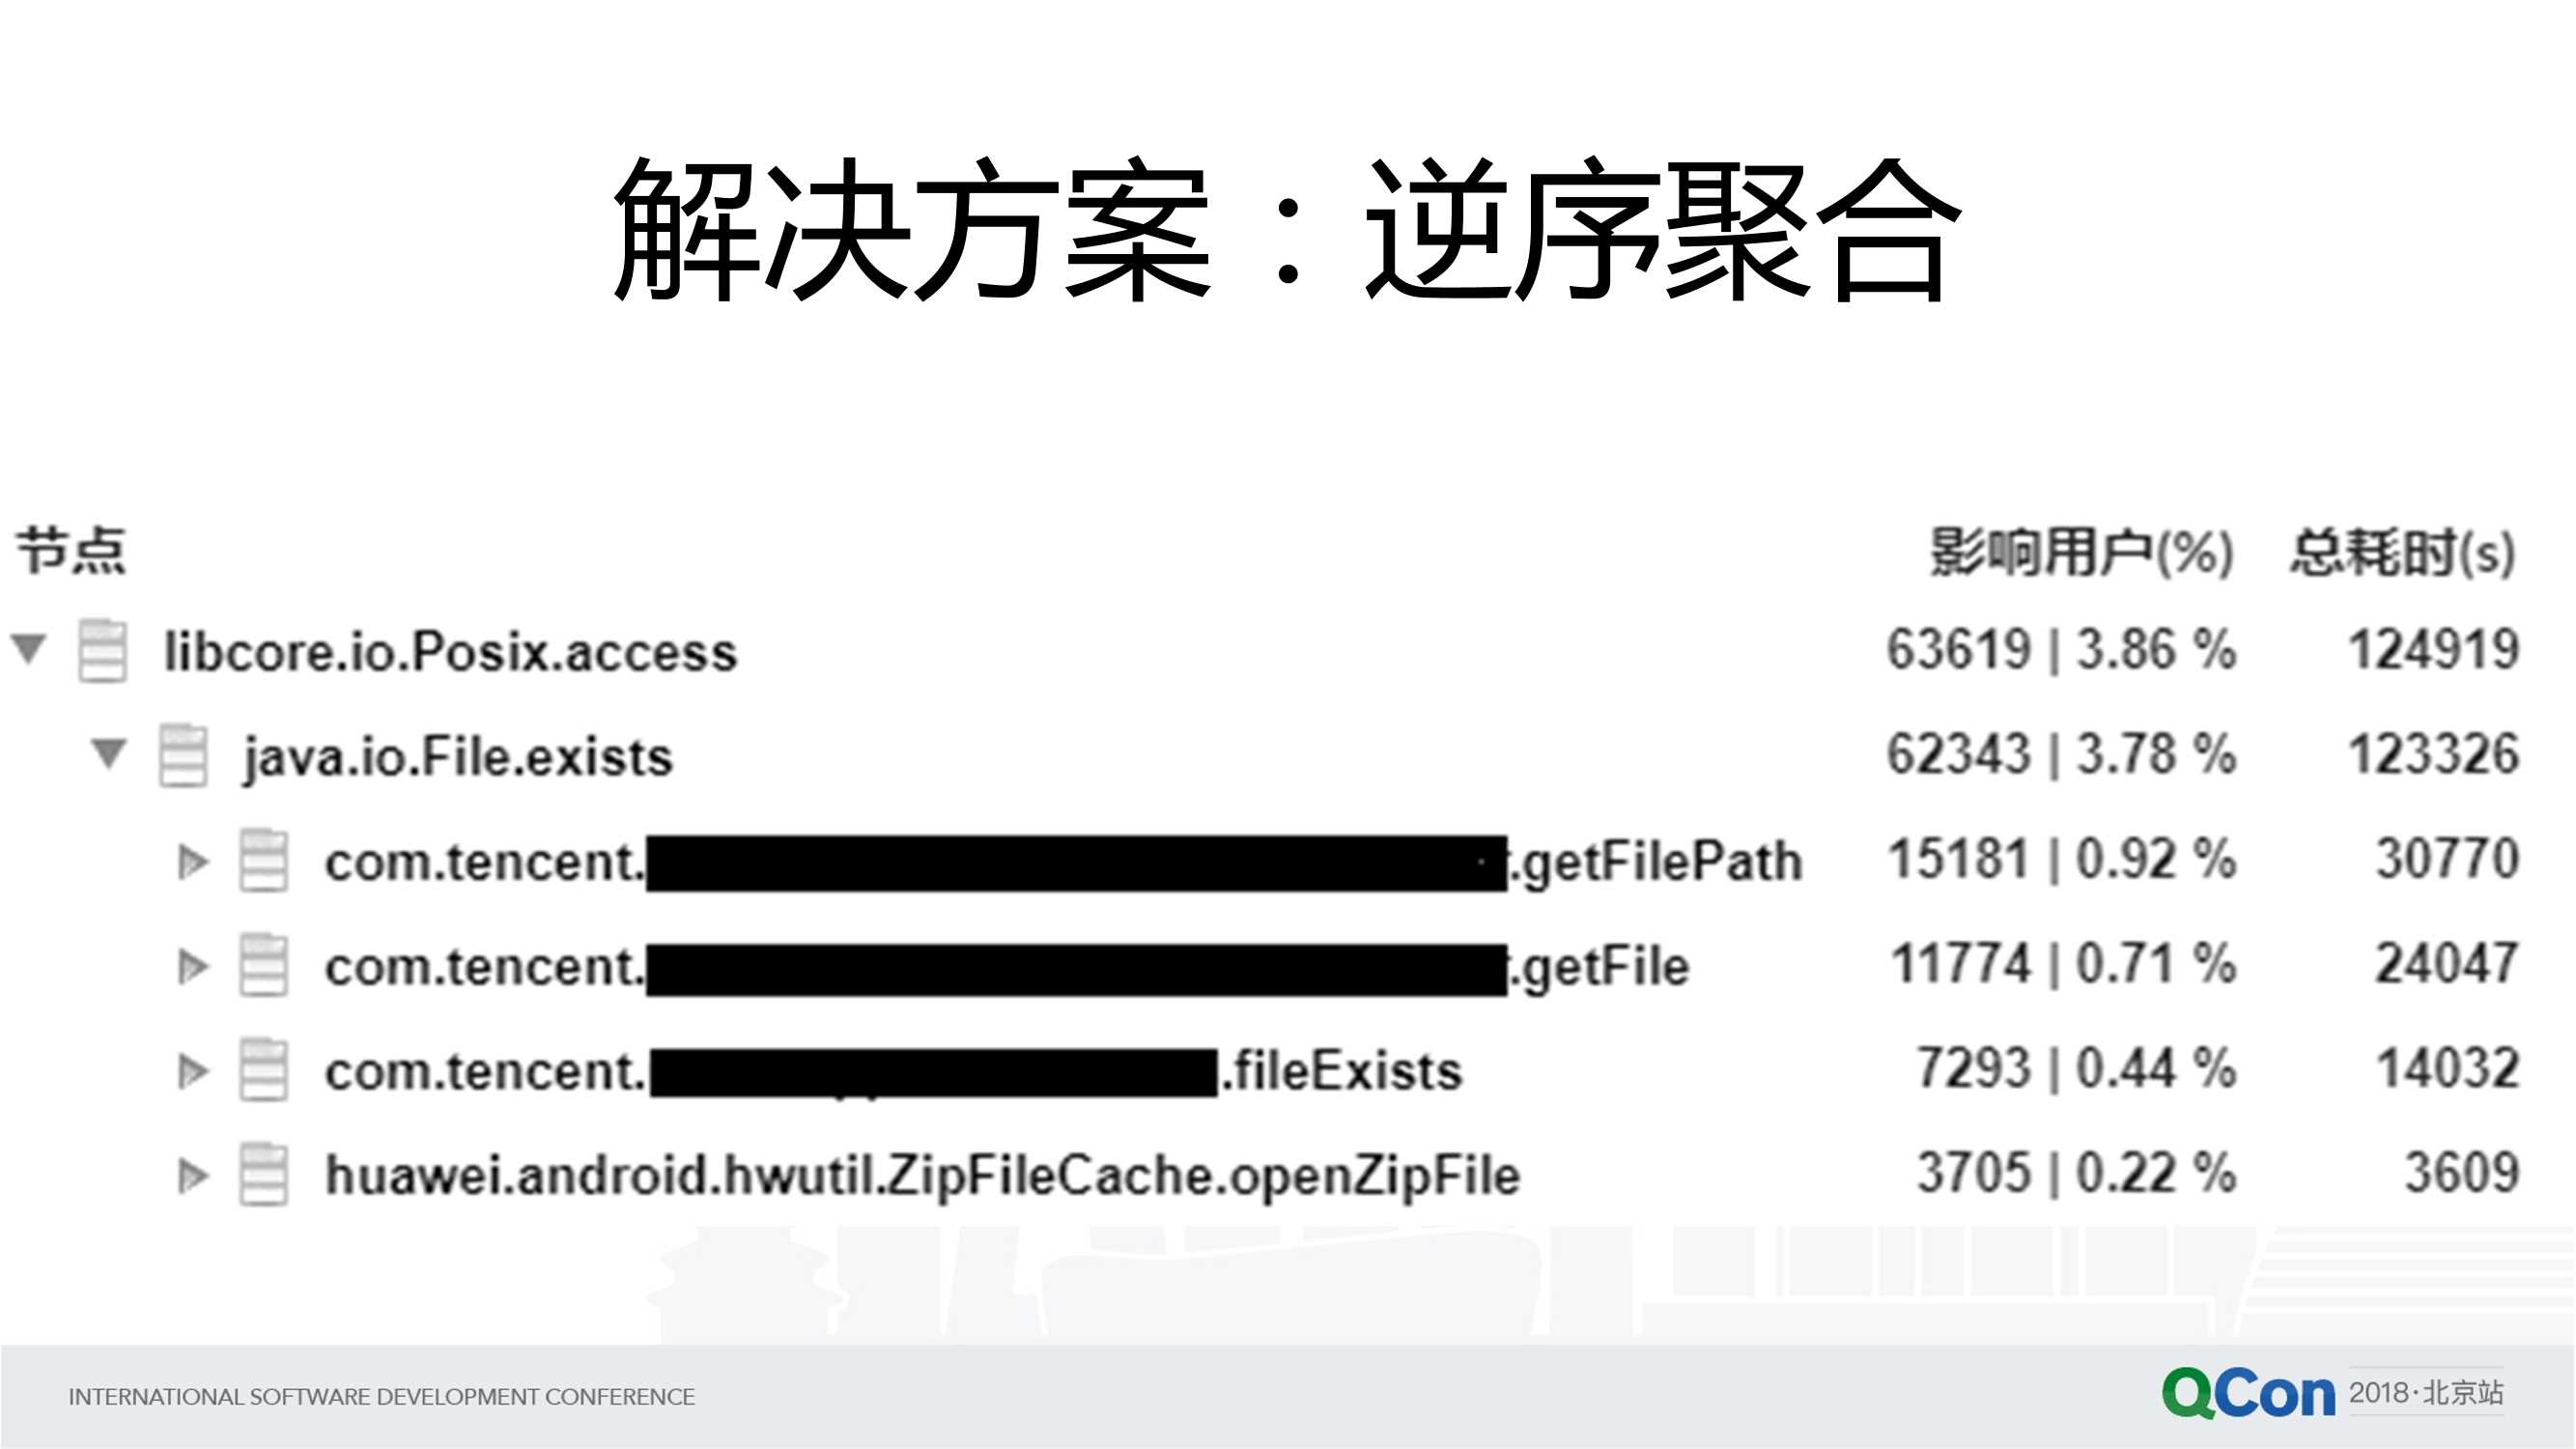 解决方案：逆序聚合
节点 影响用户(%) 总耗时(s)
libcore.io.Posix.access 63619 | 3.86 % 124919
java.io.File.exists 62343 | 3.78 % 123326
com.tencent. .getFilePath 15181 | 0.92 % 30770
com.tencent. .getFile 11774 | 0.71 % 24047
com.tencent. .fileExists 7293 | 0.44 % 14032
huawei.android.hwutil.ZipFileCache.openZipFile 3705 | 0.22 % 3609
INTERNATIONAL SOFTWARE DEVELOPMENT CONFERENCE QCon 2018·北京站